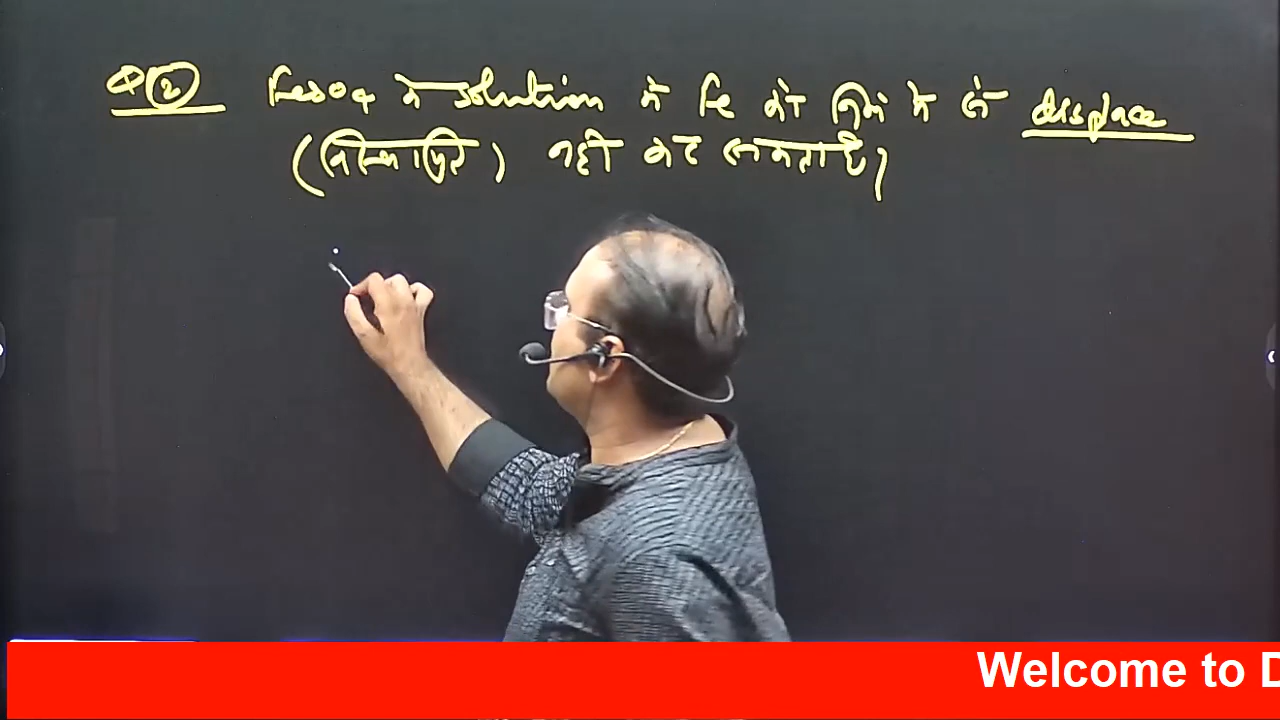 Q② FeSO4 के solution में Fe को निम्न में से displace
(विस्थापित) नहीं कर सकता है।
Welcome to D